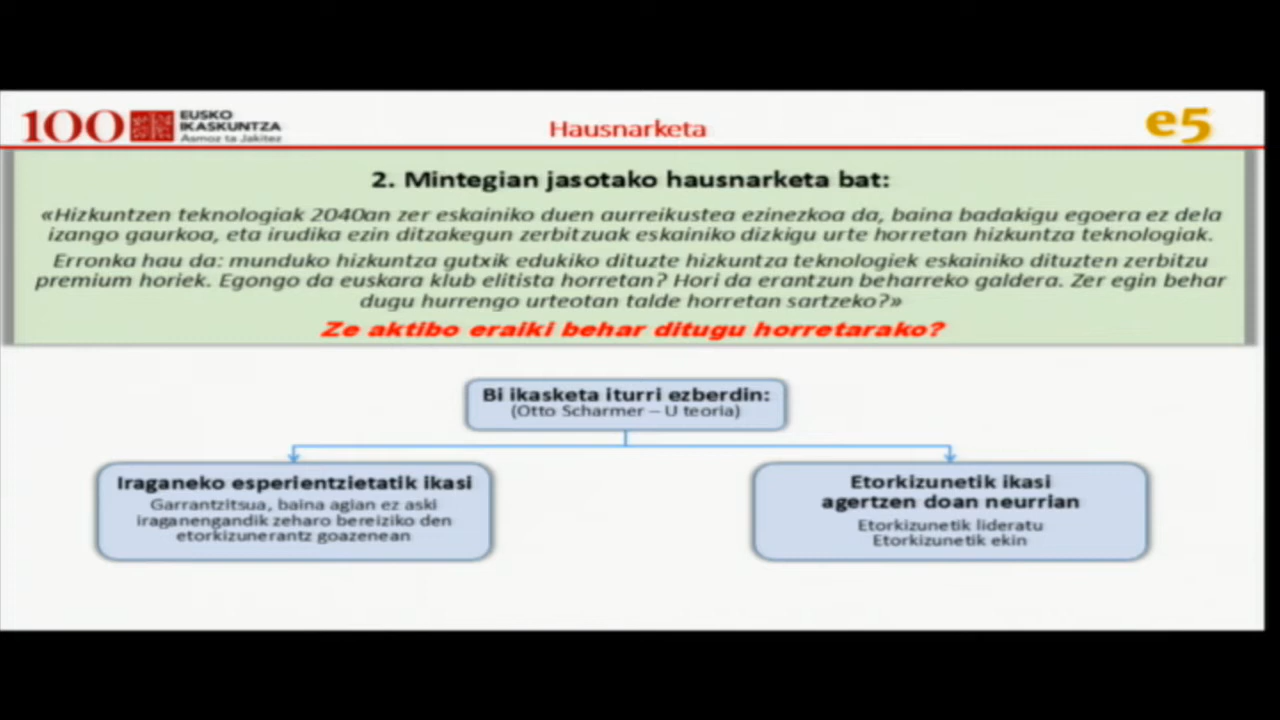 100 EUSKO IKASKUNTZA
Asmoz ta Jakitez
Hausnarketa
e5
2. Mintegian jasotako hausnarketa bat:
«Hizkuntzen teknologiak 2040an zer eskainiko duen aurreikustea ezinezkoa da, baina badakigu egoera ez dela
izango gaurkoa, eta irudika ezin ditzakegun zerbitzuak eskainiko dizkigu urte horretan hizkuntza teknologiak.
Erronka hau da: munduko hizkuntza gutxik edukiko dituzte hizkuntza teknologiek eskainiko dituzten zerbitzu
premium horiek. Egongo da euskara klub elitista horretan? Hori da erantzun beharreko galdera. Zer egin behar
dugu hurrengo urteotan talde horretan sartzeko?»
Ze aktibo eraiki behar ditugu horretarako?
Bi ikasketa iturri ezberdin:
(Otto Scharmer – U teoria)
Iraganeko esperientzietatik ikasi
Garrantzitsua, baina agian ez aski
iraganengandik zeharo bereiziko den
etorkizunerantz goazenean
Etorkizunetik ikasi
agertzen doan neurrian
Etorkizunetik lideratu
Etorkizunetik ekin